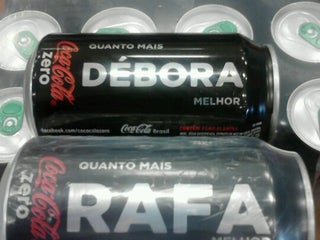 Coca-Cola
zero
QUANTO MAIS
DÉBORA
MELHOR
facebook.com/cocacolazero
Coca-Cola Brasil
Coca-Cola
zero
QUANTO MAIS
RAFA
MELHOR